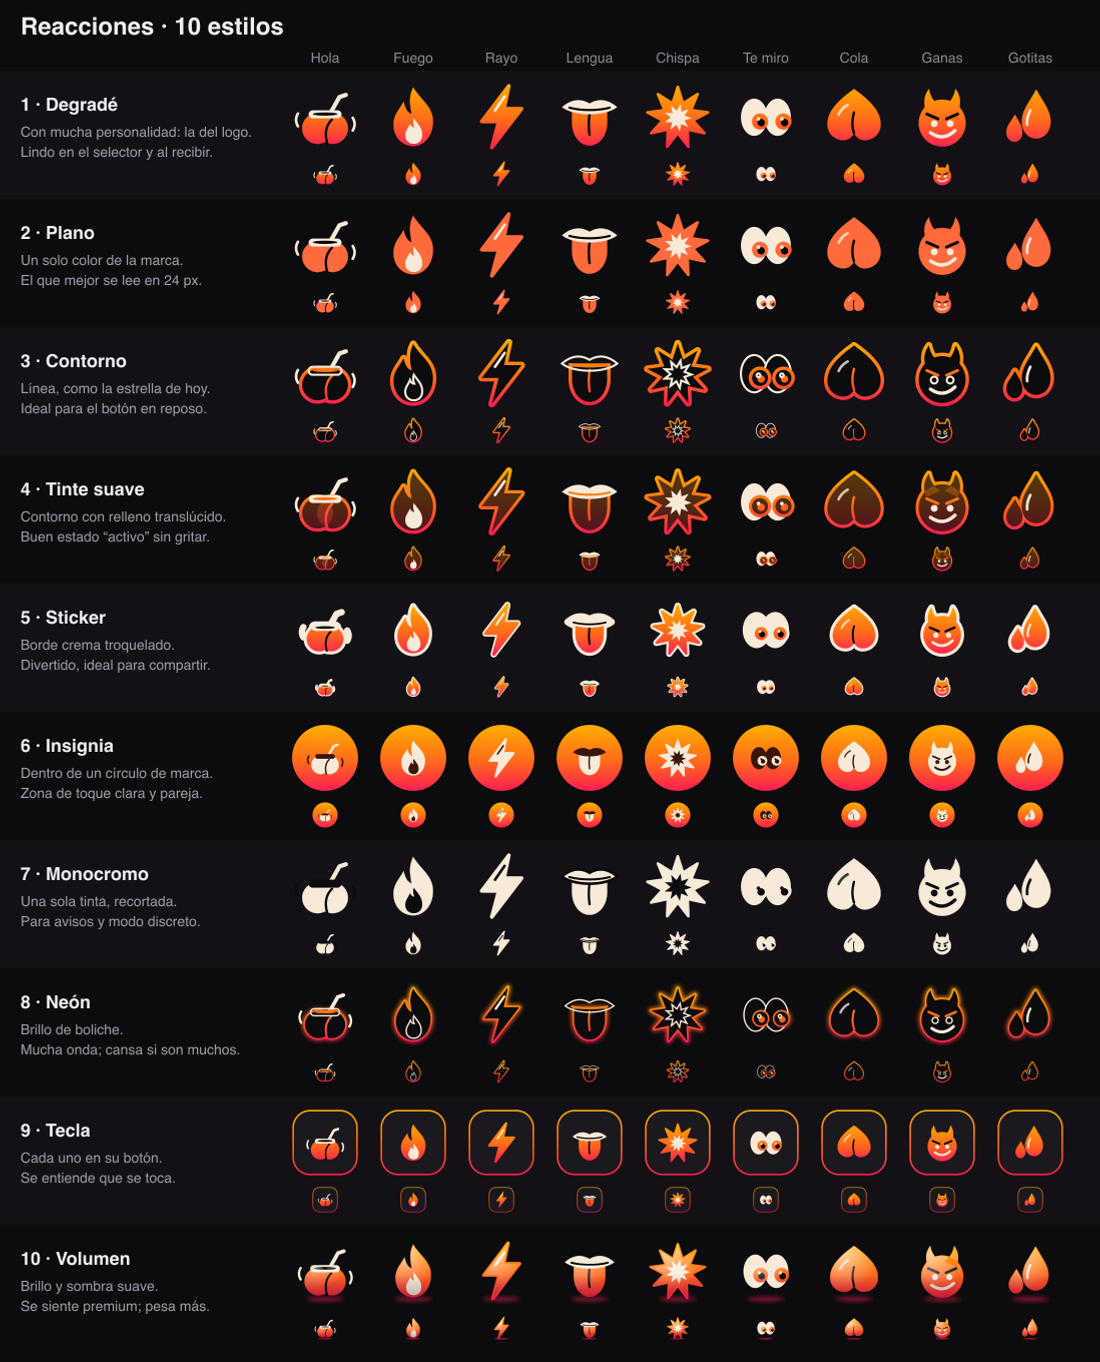 Reacciones · 10 estilos
Hola Fuego Rayo Lengua Chispa Te miro Cola Ganas Gotitas
1 · Degradé
Con mucha personalidad: la del logo.
Lindo en el selector y al recibir.
2 · Plano
Un solo color de la marca.
El que mejor se lee en 24 px.
3 · Contorno
Línea, como la estrella de hoy.
Ideal para el botón en reposo.
4 · Tinte suave
Contorno con relleno translúcido.
Buen estado “activo” sin gritar.
5 · Sticker
Borde crema troquelado.
Divertido, ideal para compartir.
6 · Insignia
Dentro de un círculo de marca.
Zona de toque clara y pareja.
7 · Monocromo
Una sola tinta, recortada.
Para avisos y modo discreto.
8 · Neón
Brillo de boliche.
Mucha onda; cansa si son muchos.
9 · Tecla
Cada uno en su botón.
Se entiende que se toca.
10 · Volumen
Brillo y sombra suave.
Se siente premium; pesa más.